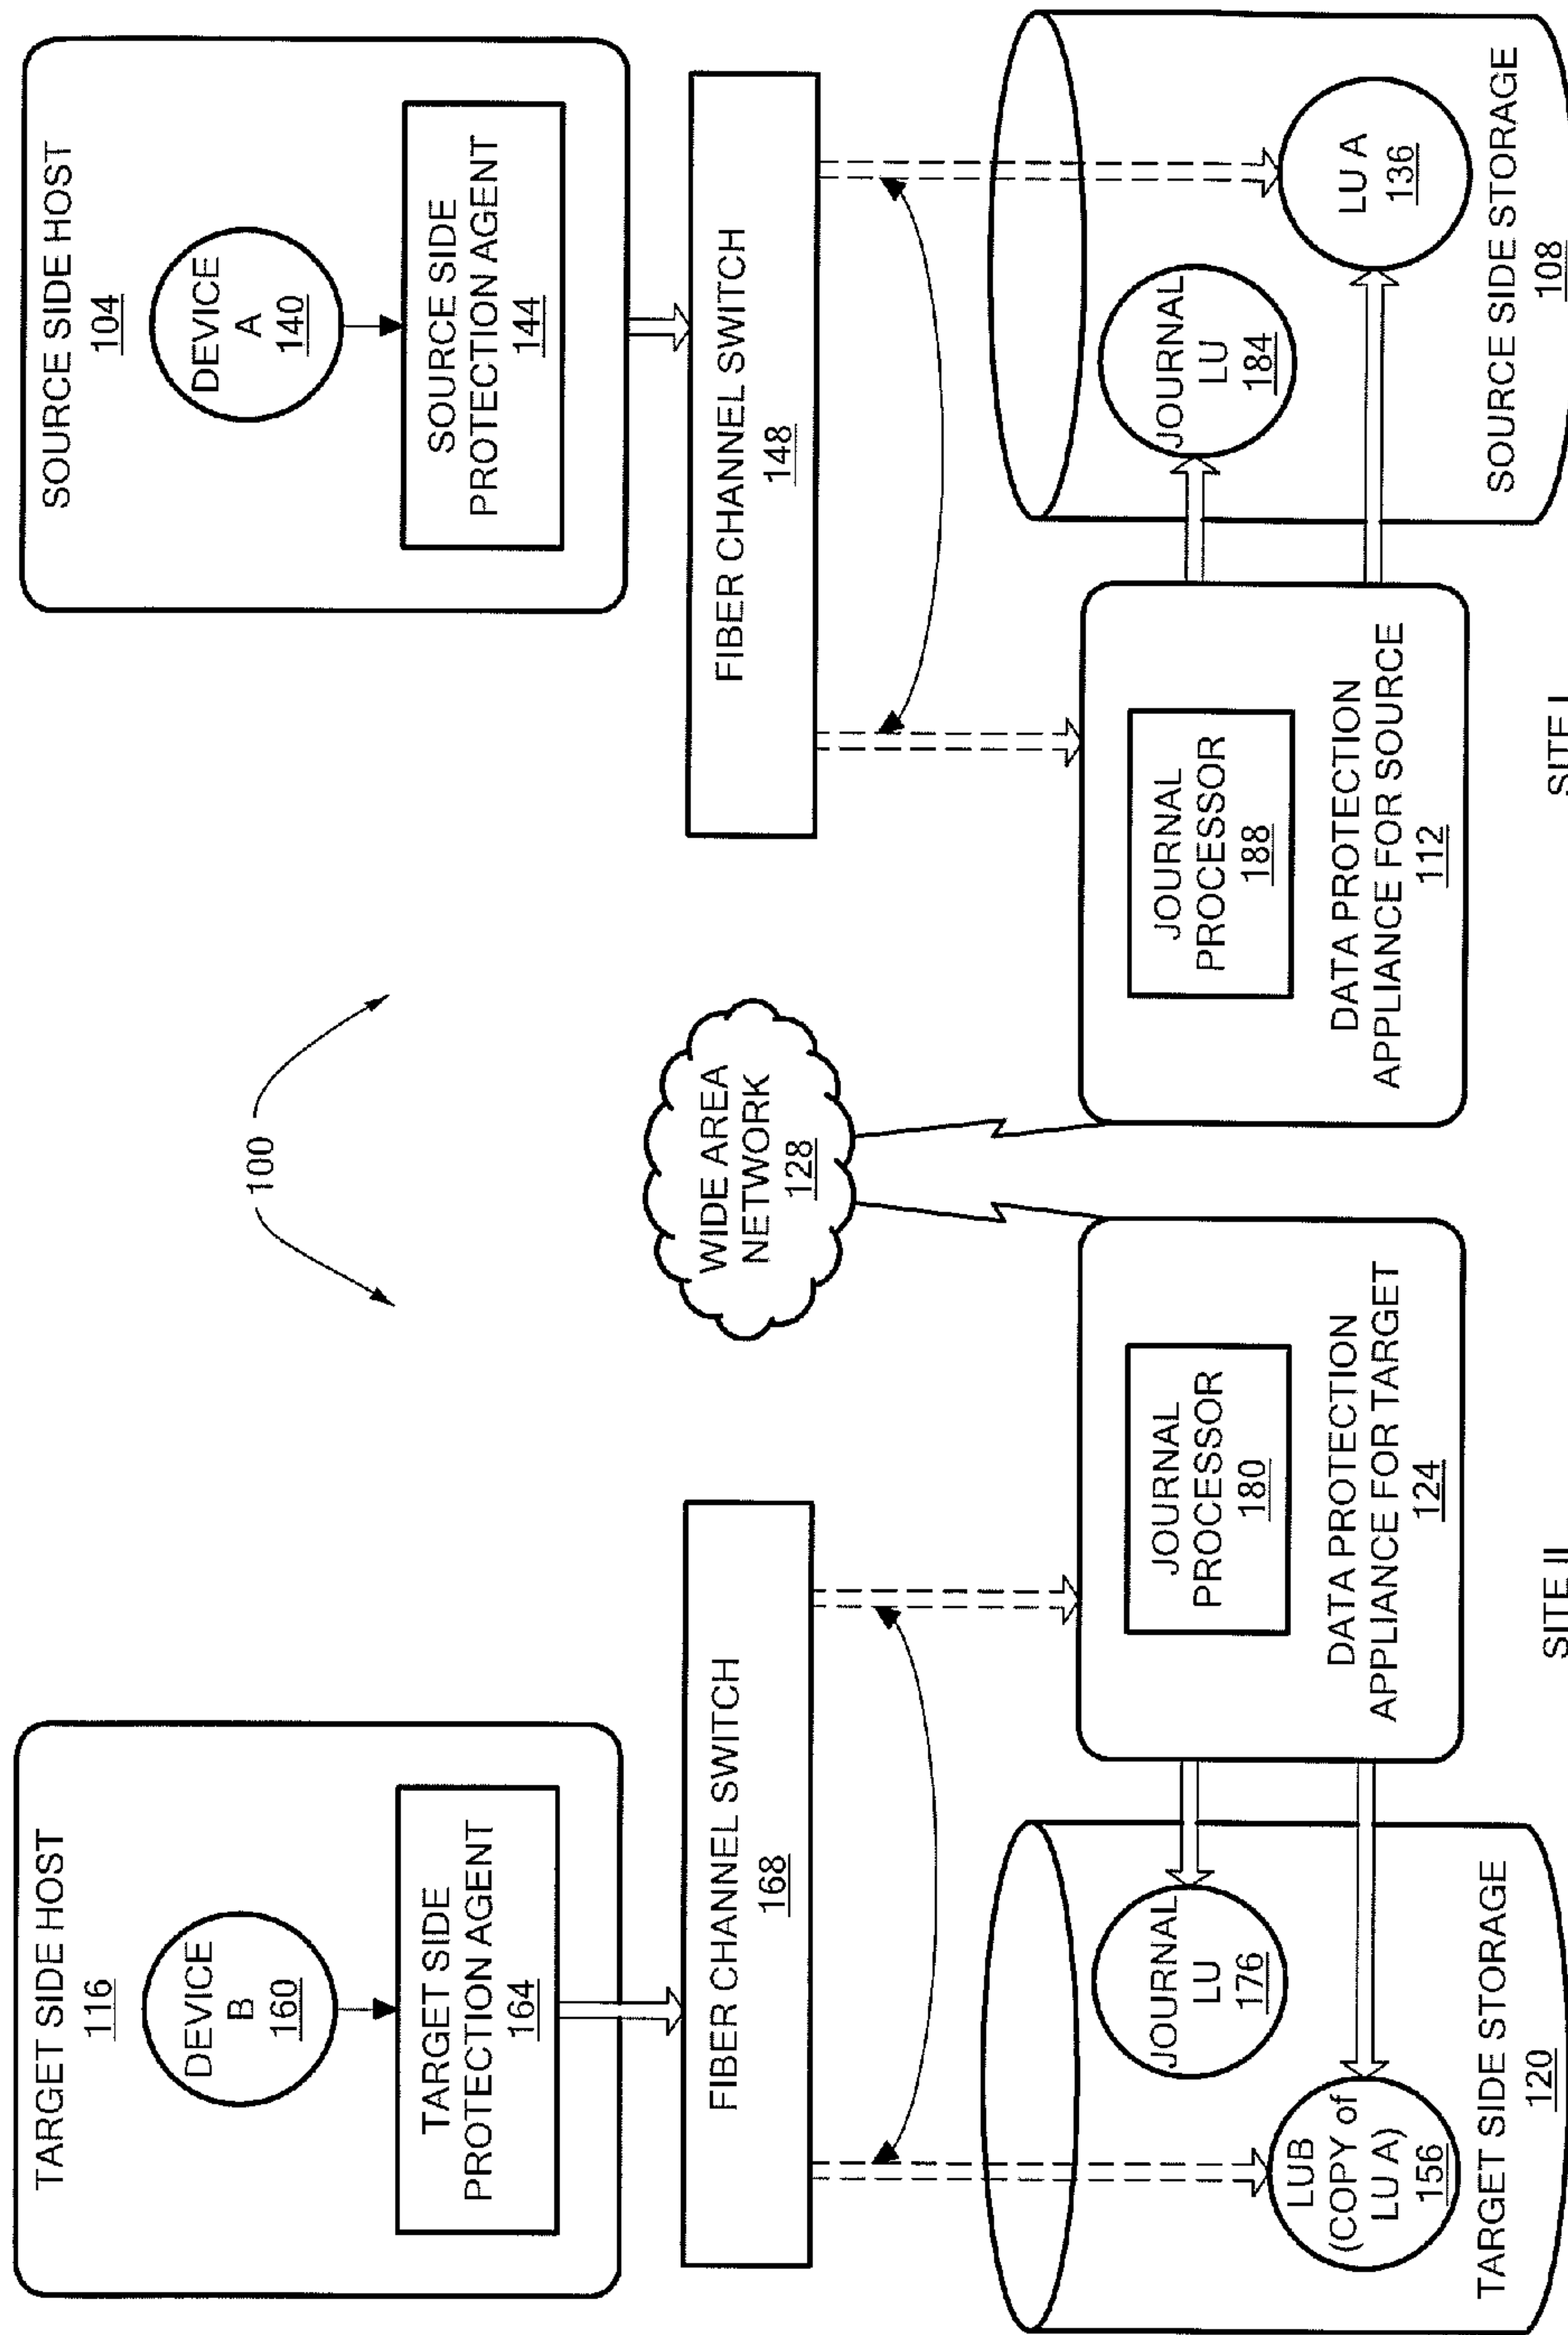 100
TARGET SIDE HOST
116
DEVICE
B
160
TARGET SIDE
PROTECTION AGENT
164
FIBER CHANNEL SWITCH
168
LUB
(COPY of
LU A)
156
JOURNAL
LU
176
TARGET SIDE STORAGE
120
JOURNAL
PROCESSOR
180
DATA PROTECTION
APPLIANCE FOR TARGET
124
SITE II
WIDE AREA
NETWORK
128
SOURCE SIDE HOST
104
DEVICE
A
140
SOURCE SIDE
PROTECTION AGENT
144
FIBER CHANNEL SWITCH
148
JOURNAL
PROCESSOR
188
DATA PROTECTION
APPLIANCE FOR SOURCE
112
SITE I
JOURNAL
LU
184
LU A
136
SOURCE SIDE STORAGE
108